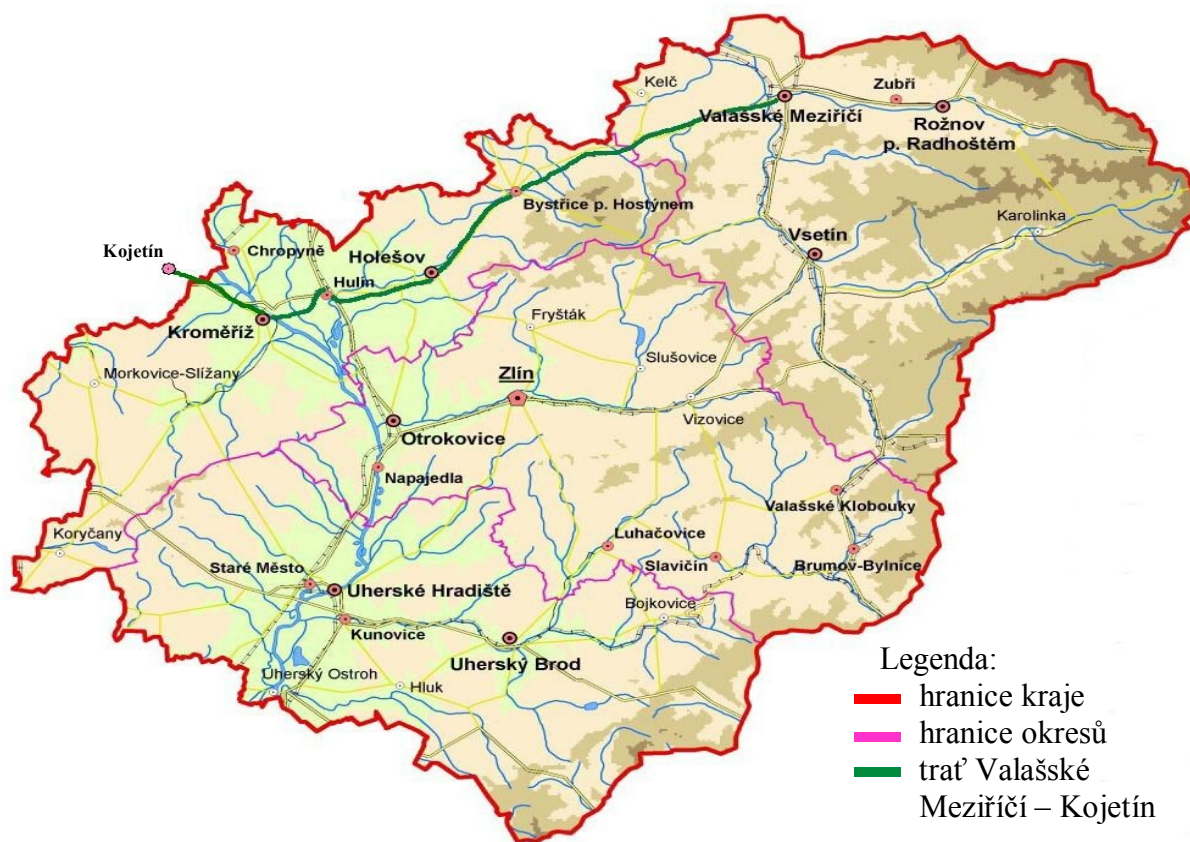 Kelč
Zubří
Valašské Meziříčí
Rožnov
p. Radhoštěm
Bystřice p. Hostýnem
Karolinka
Vsetín
Kojetín
Chropyně
Holešov
Hulín
Kroměříž
Fryšták
Slušovice
Morkovice-Slížany
Zlín
Vizovice
Otrokovice
Napajedla
Valašské Klobouky
Koryčany
Luhačovice
Slavičín
Brumov-Bylnice
Staré Město
Uherské Hradiště
Bojkovice
Kunovice
Uherský Brod
Uherský Ostroh
Hluk
Legenda:
hranice kraje
hranice okresů
trať Valašské
Meziříčí – Kojetín